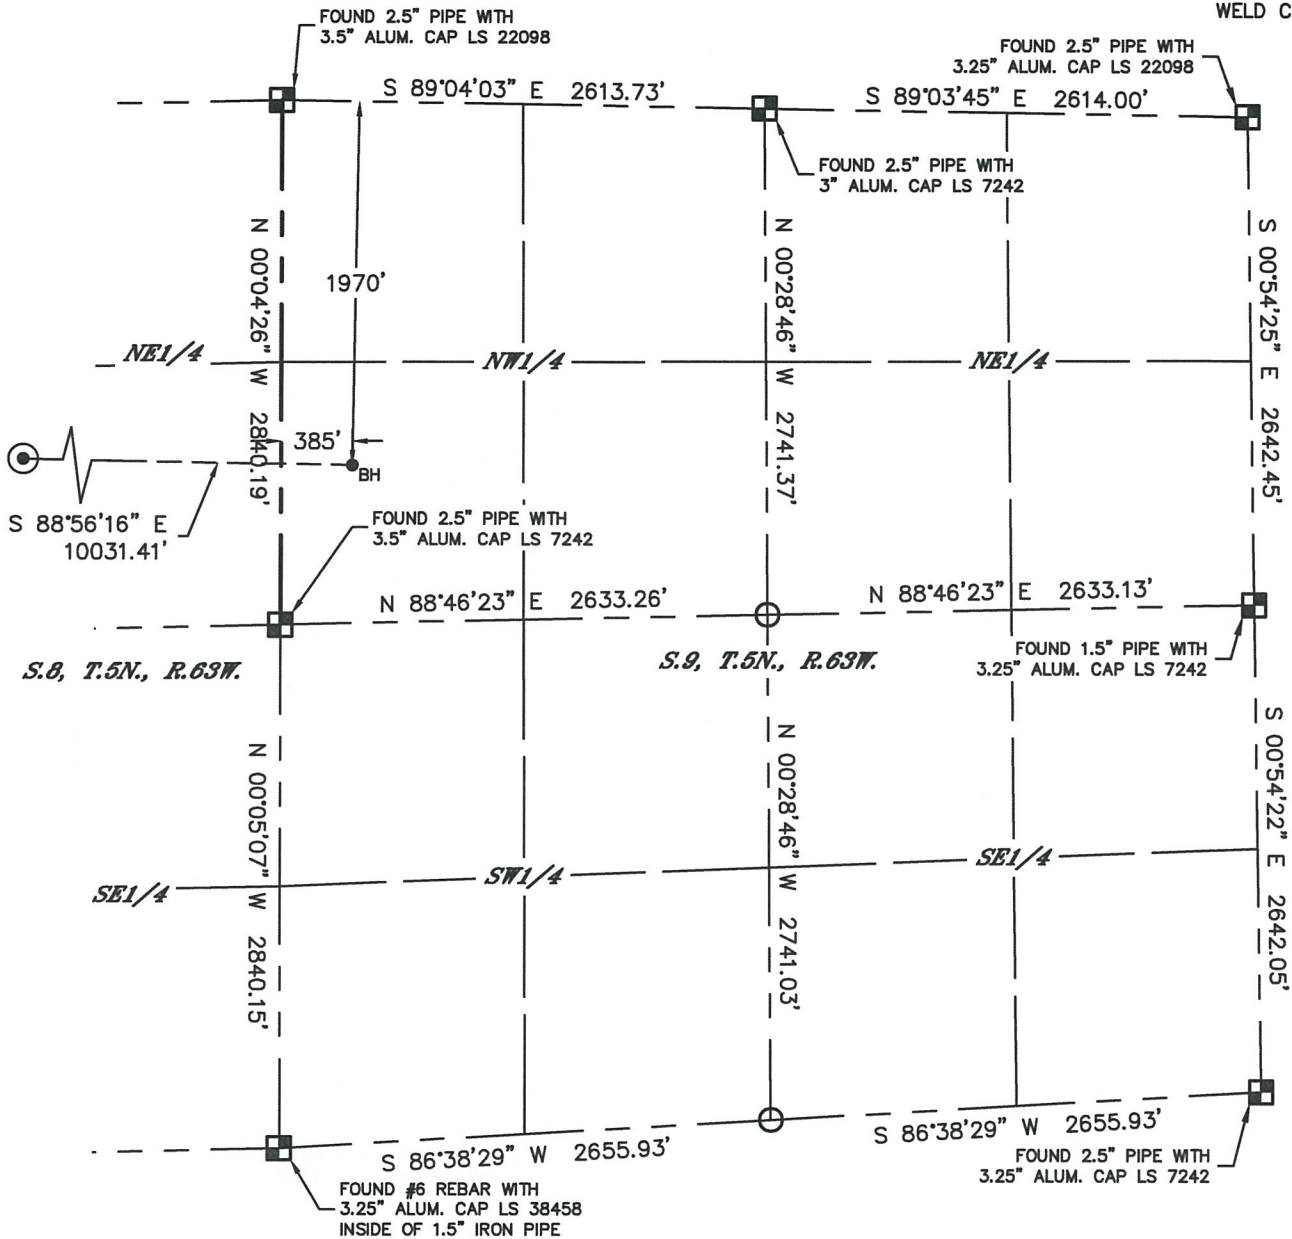 WELD C
FOUND 2.5" PIPE WITH
3.5" ALUM. CAP LS 22098
FOUND 2.5" PIPE WITH
3.25" ALUM. CAP LS 22098
S 89°04'03" E 2613.73'
S 89°03'45" E 2614.00'
FOUND 2.5" PIPE WITH
3" ALUM. CAP LS 7242
N 00°04'26" W 2840.19'
1970'
N 00°28'46" W 2741.37'
S 00°54'25" E 2642.45'
NE1/4
NW1/4
NE1/4
385'
BH
S 88°56'16" E
10031.41'
FOUND 2.5" PIPE WITH
3.5" ALUM. CAP LS 7242
N 88°46'23" E 2633.26'
N 88°46'23" E 2633.13'
S.8, T.5N., R.63W.
S.9, T.5N., R.63W.
FOUND 1.5" PIPE WITH
3.25" ALUM. CAP LS 7242
N 00°05'07" W 2840.15'
N 00°28'46" W 2741.03'
S 00°54'22" E 2642.05'
SE1/4
SW1/4
SE1/4
S 86°38'29" W 2655.93'
S 86°38'29" W 2655.93'
FOUND 2.5" PIPE WITH
3.25" ALUM. CAP LS 7242
FOUND #6 REBAR WITH
3.25" ALUM. CAP LS 38458
INSIDE OF 1.5" IRON PIPE